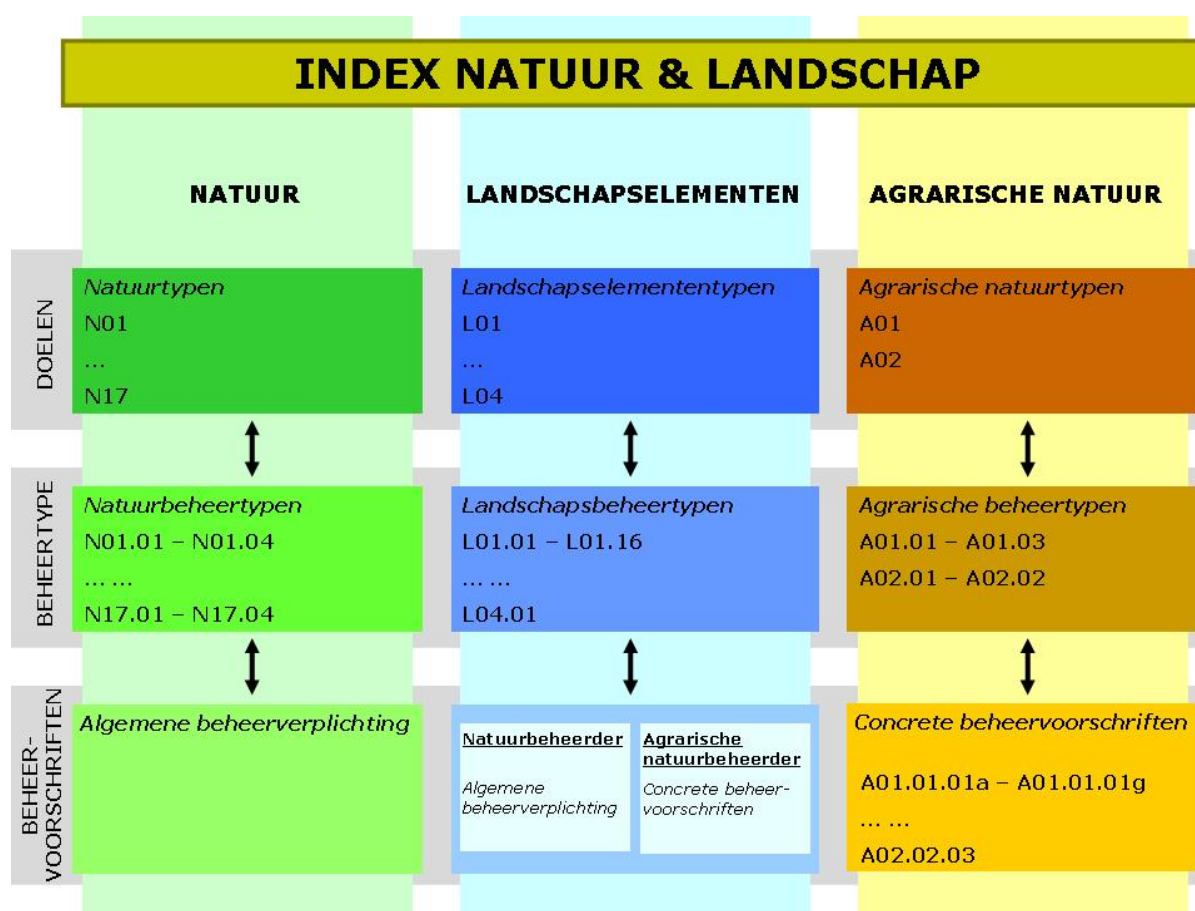 INDEX NATUUR & LANDSCHAP
NATUUR
LANDSCHAPSELEMENTEN
AGRARISCHE NATUUR
DOELEN
Natuurtypen
N01
...
N17
Landschapselemententypen
L01
...
L04
Agrarische natuurtypen
A01
A02
BEHEERTYPE
Natuurbeheertypen
N01.01 – N01.04
... ...
N17.01 – N17.04
Landschapsbeheertypen
L01.01 – L01.16
... ...
L04.01
Agrarische beheertypen
A01.01 – A01.03
A02.01 – A02.02
BEHEER-
VOORSCHRIFTEN
Algemene beheerverplichting
Natuurbeheerder
Algemene
beheerverplichting
Agrarische
natuurbeheerder
Concrete beheer-
voorschriften
Concrete beheervoorschriften
A01.01.01a – A01.01.01g
... ...
A02.02.03